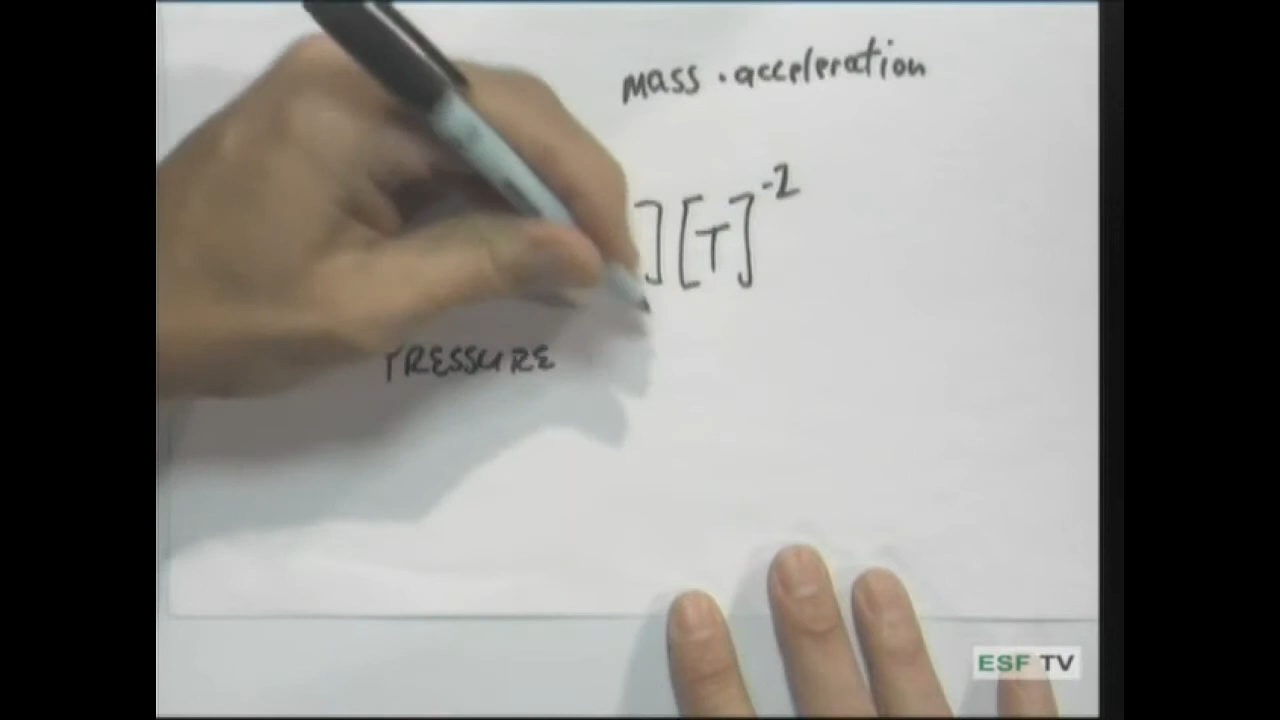 mass · acceleration
] [T]⁻²
PRESSURE
ESF TV